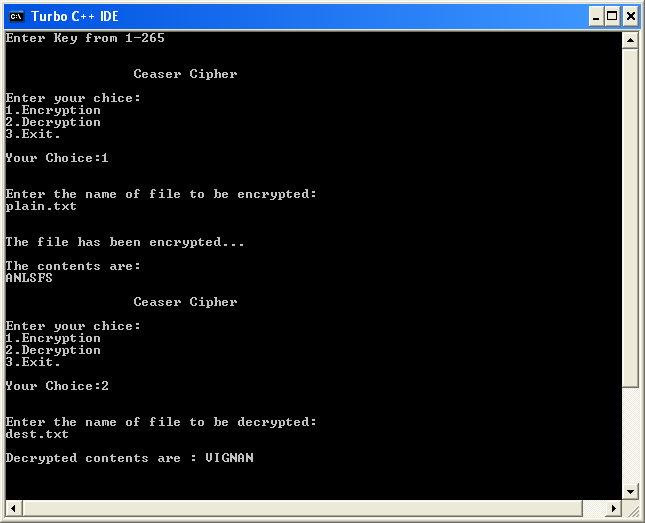 Turbo C++ IDE
Enter Key from 1-265
Ceaser Cipher
Enter your chice:
1.Encryption
2.Decryption
3.Exit.
Your Choice:1
Enter the name of file to be encrypted:
plain.txt
The file has been encrypted...
The contents are:
ANLSFS
Ceaser Cipher
Enter your chice:
1.Encryption
2.Decryption
3.Exit.
Your Choice:2
Enter the name of file to be decrypted:
dest.txt
Decrypted contents are : VIGNAN